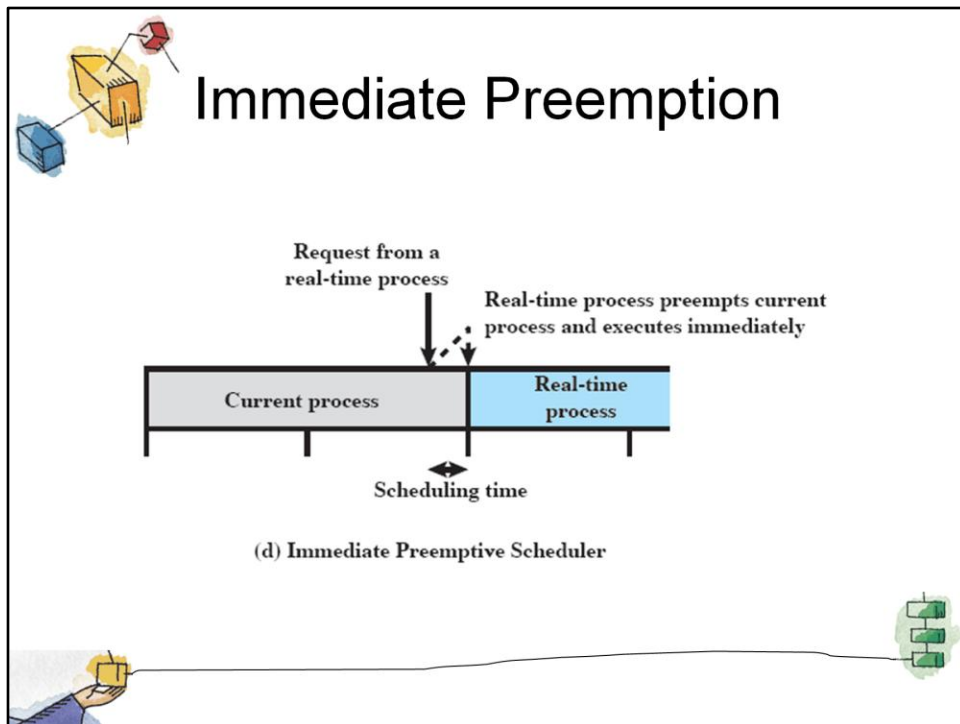 Immediate Preemption
Request from a
real-time process
Real-time process preempts current
process and executes immediately
Current process
Real-time
process
Scheduling time
(d) Immediate Preemptive Scheduler